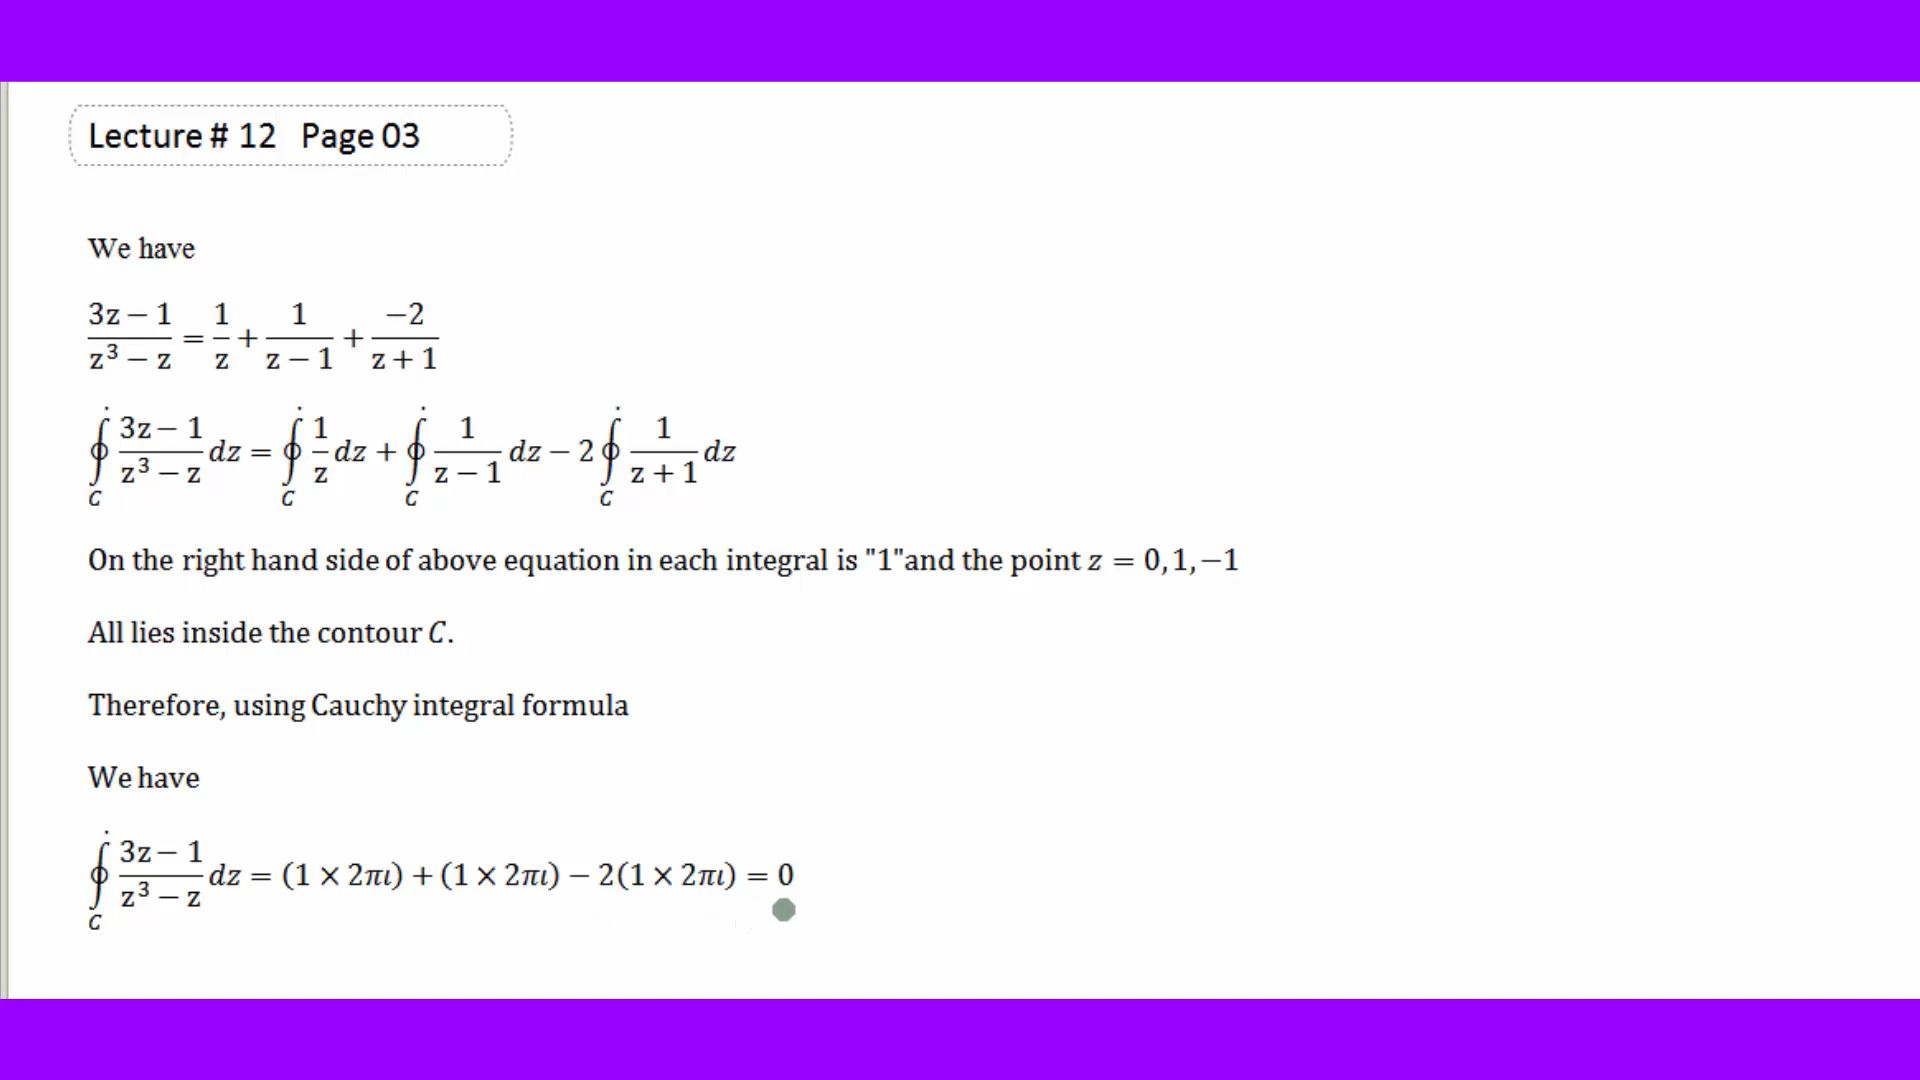 Lecture # 12 Page 03
We have
(3z − 1)/(z³ − z) = 1/z + 1/(z − 1) + −2/(z + 1)
∮_C (3z − 1)/(z³ − z) dz = ∮_C 1/z dz + ∮_C 1/(z − 1) dz − 2 ∮_C 1/(z + 1) dz
On the right hand side of above equation in each integral is "1"and the point z = 0,1,−1
All lies inside the contour C.
Therefore, using Cauchy integral formula
We have
∮_C (3z − 1)/(z³ − z) dz = (1 × 2πι) + (1 × 2πι) − 2(1 × 2πι) = 0